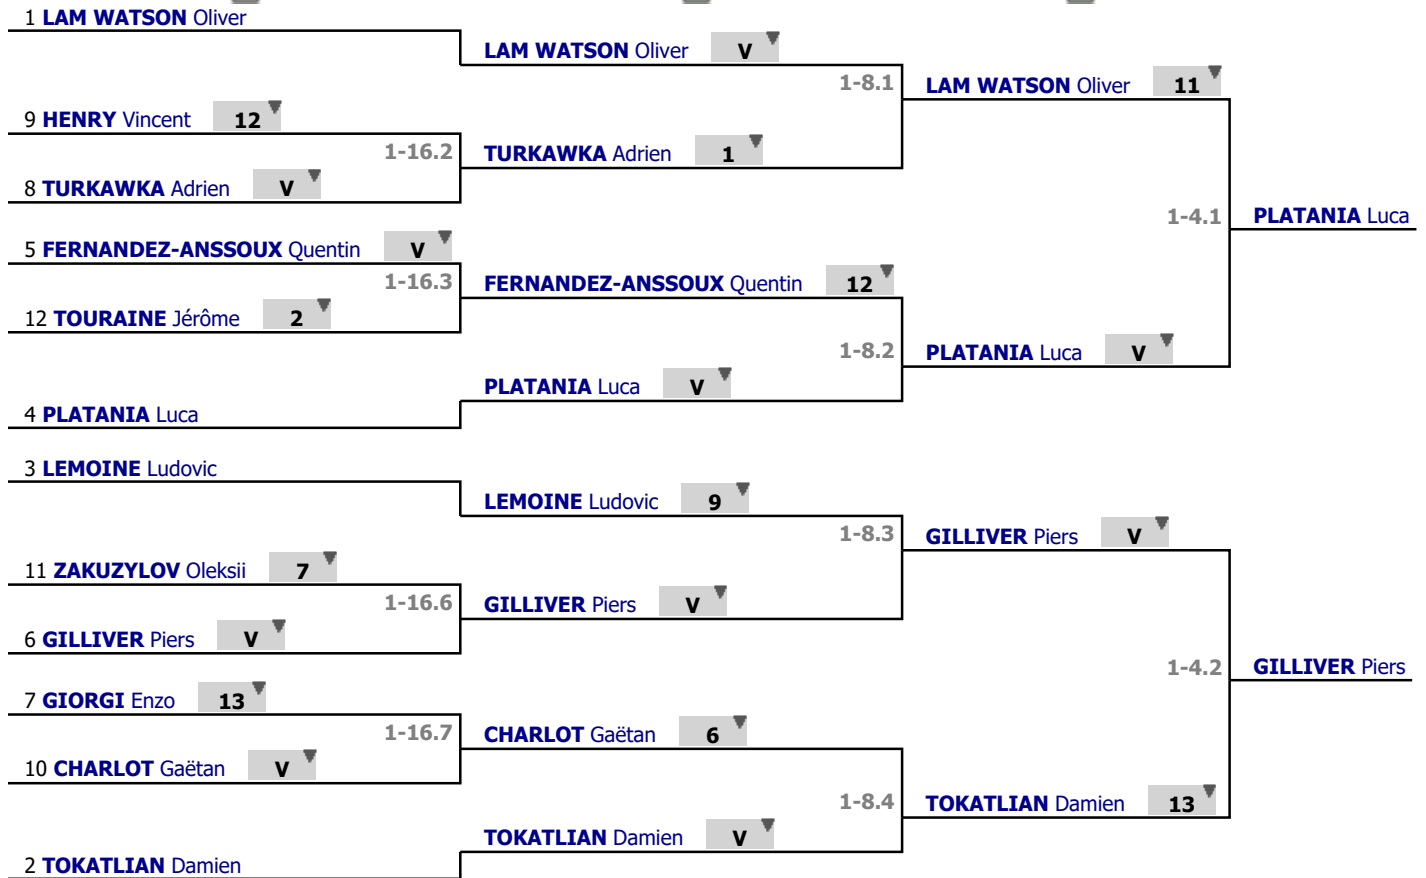 1 LAM WATSON Oliver
LAM WATSON Oliver V
1-8.1
LAM WATSON Oliver 11
9 HENRY Vincent 12
1-16.2
TURKAWKA Adrien 1
8 TURKAWKA Adrien V
1-4.1
PLATANIA Luca
5 FERNANDEZ-ANSSOUX Quentin V
1-16.3
FERNANDEZ-ANSSOUX Quentin 12
12 TOURAINE Jérôme 2
1-8.2
PLATANIA Luca V
PLATANIA Luca V
4 PLATANIA Luca
3 LEMOINE Ludovic
LEMOINE Ludovic 9
1-8.3
GILLIVER Piers V
11 ZAKUZYLOV Oleksii 7
1-16.6
GILLIVER Piers V
6 GILLIVER Piers V
1-4.2
GILLIVER Piers
7 GIORGI Enzo 13
1-16.7
CHARLOT Gaëtan 6
10 CHARLOT Gaëtan V
1-8.4
TOKATLIAN Damien 13
TOKATLIAN Damien V
2 TOKATLIAN Damien